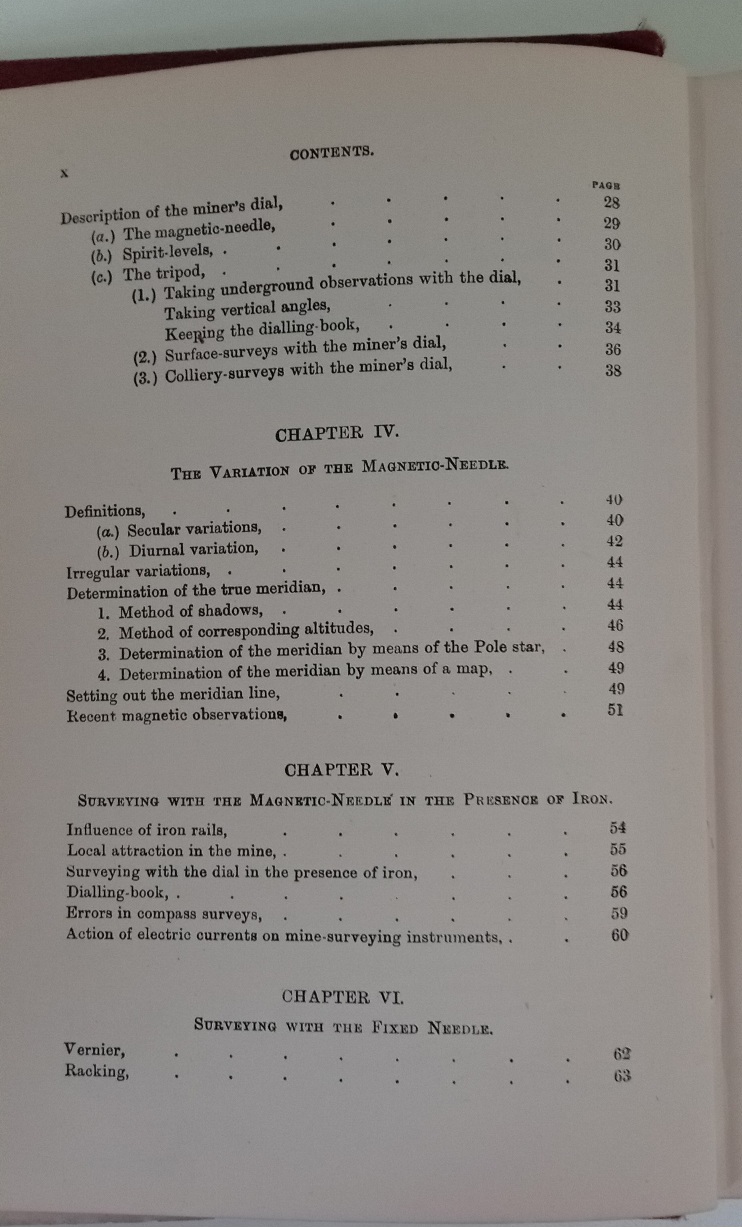 x
CONTENTS.
PAGE
Description of the miner's dial, . . . . . 28
(a.) The magnetic-needle, . . . . . 29
(b.) Spirit-levels, . . . . . . . 30
(c.) The tripod, . . . . . . . 31
(1.) Taking underground observations with the dial, . 31
Taking vertical angles, . . . . 33
Keeping the dialling-book, . . . . 34
(2.) Surface-surveys with the miner's dial, . . 36
(3.) Colliery-surveys with the miner's dial, . . 38
CHAPTER IV.
THE VARIATION OF THE MAGNETIC-NEEDLE.
Definitions, . . . . . . . . 40
(a.) Secular variations, . . . . . . 40
(b.) Diurnal variation, . . . . . . 42
Irregular variations, . . . . . . . 44
Determination of the true meridian, . . . . . 44
1. Method of shadows, . . . . . . 44
2. Method of corresponding altitudes, . . . . 46
3. Determination of the meridian by means of the Pole star, . 48
4. Determination of the meridian by means of a map, . . 49
Setting out the meridian line, . . . . . 49
Recent magnetic observations, . . . . . 51
CHAPTER V.
SURVEYING WITH THE MAGNETIC-NEEDLE IN THE PRESENCE OF IRON.
Influence of iron rails, . . . . . . 54
Local attraction in the mine, . . . . . . 55
Surveying with the dial in the presence of iron, . . . 56
Dialling-book, . . . . . . . . 56
Errors in compass surveys, . . . . . . 59
Action of electric currents on mine-surveying instruments, . . 60
CHAPTER VI.
SURVEYING WITH THE FIXED NEEDLE.
Vernier, . . . . . . . . 62
Racking, . . . . . . . . 63